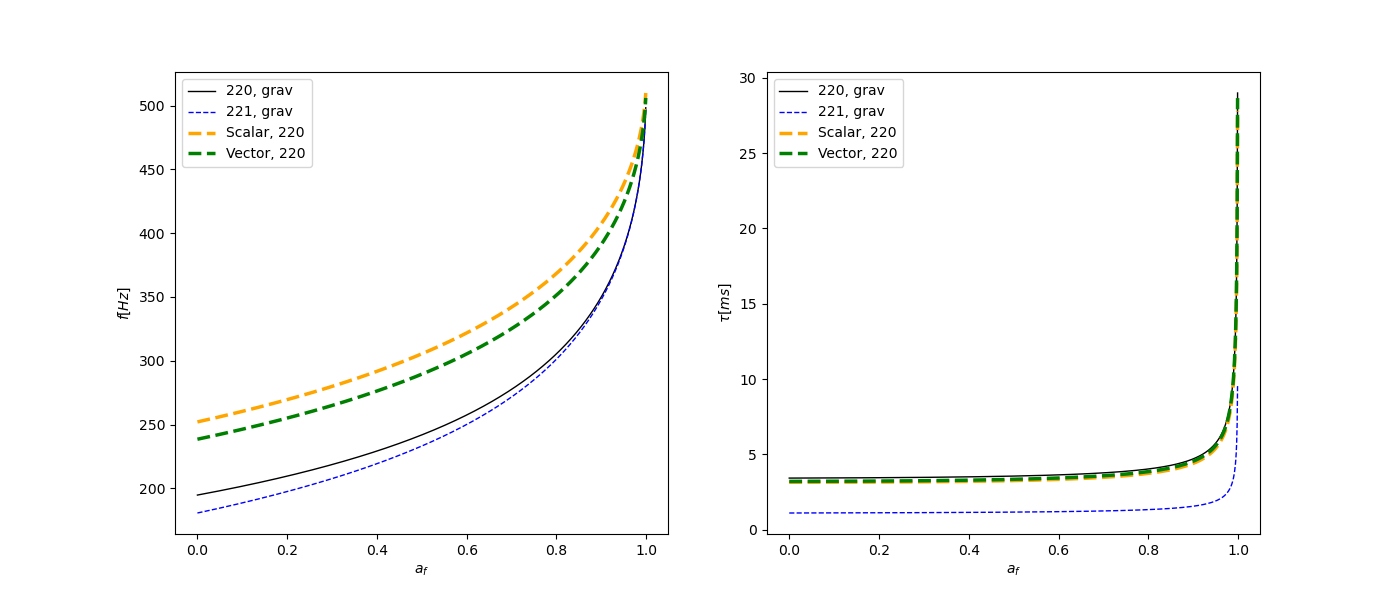 220, grav
221, grav
Scalar, 220
Vector, 220
500
450
400
350
300
250
200
f[Hz]
0.0 0.2 0.4 0.6 0.8 1.0
a_f
220, grav
221, grav
Scalar, 220
Vector, 220
30
25
20
15
10
5
0
τ[ms]
0.0 0.2 0.4 0.6 0.8 1.0
a_f